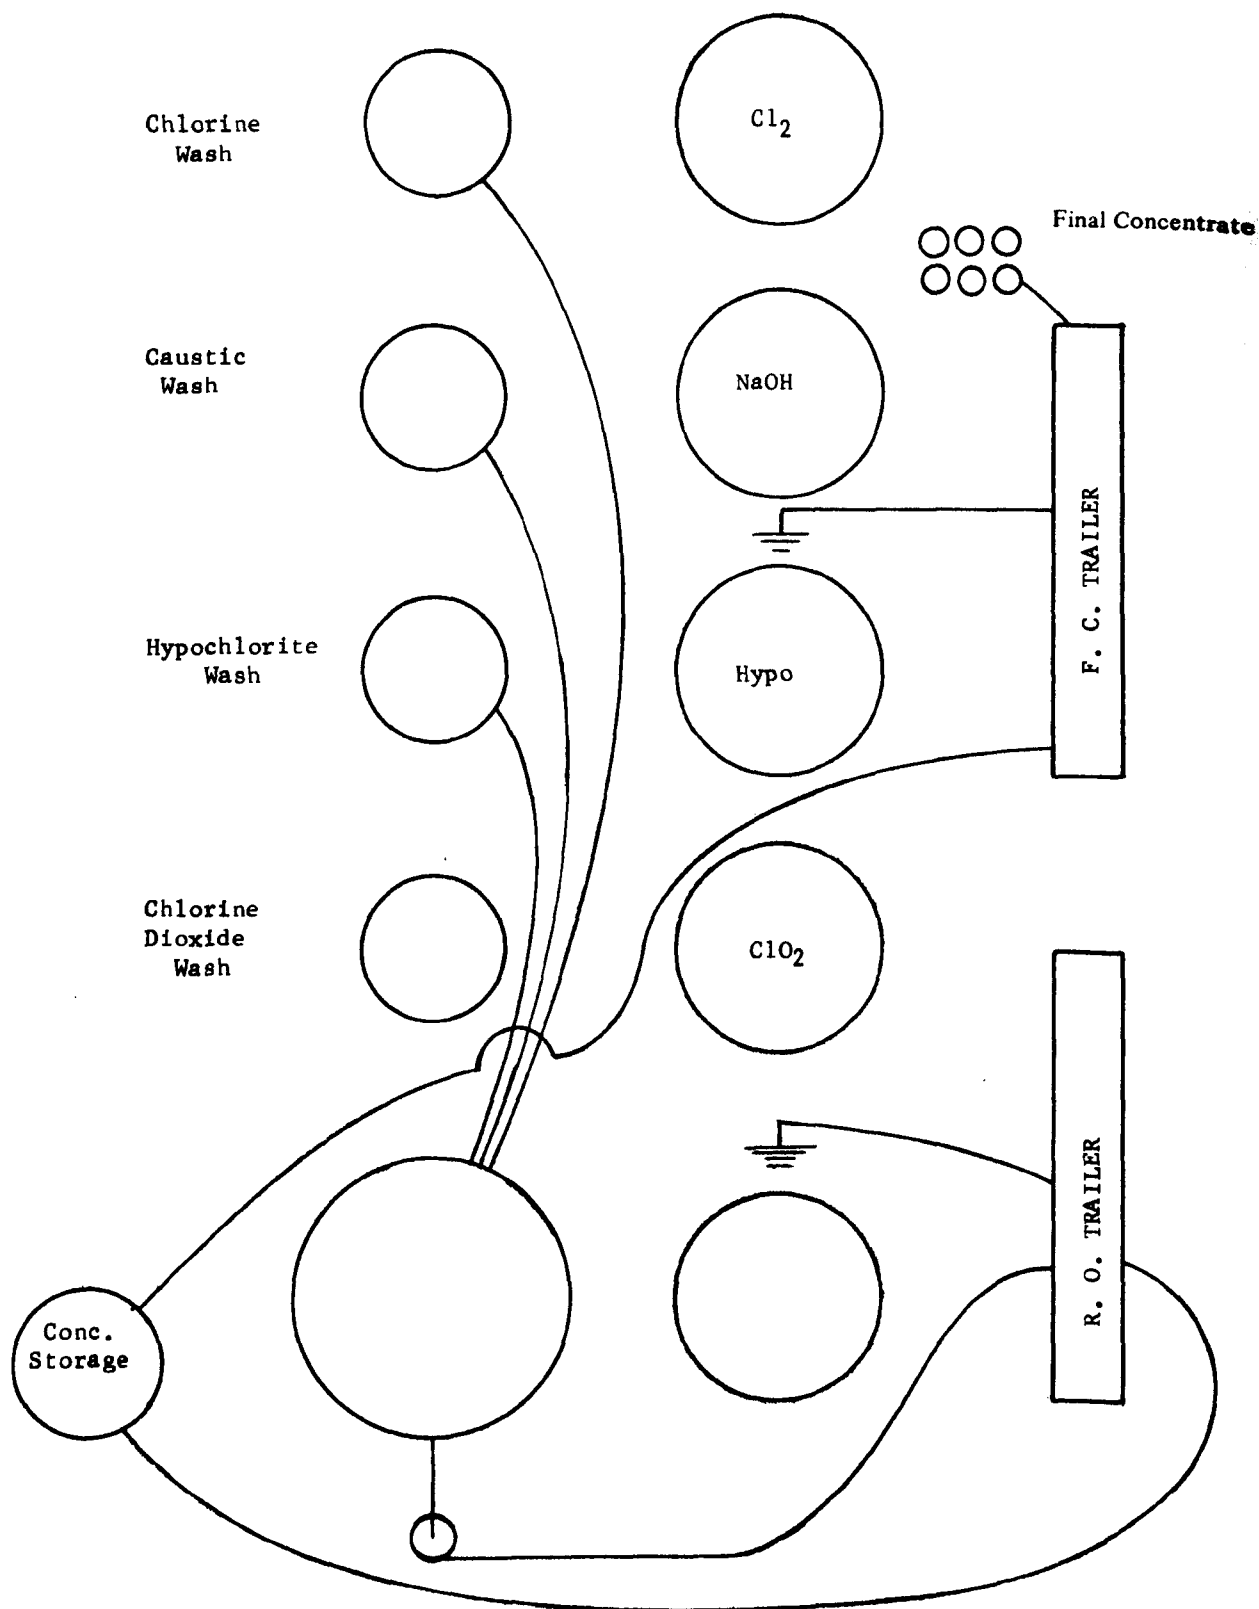 Chlorine
Wash
Cl2
Final Concentrate
Caustic
Wash
NaOH
F. C. TRAILER
Hypochlorite
Wash
Hypo
Chlorine
Dioxide
Wash
ClO2
R. O. TRAILER
Conc.
Storage